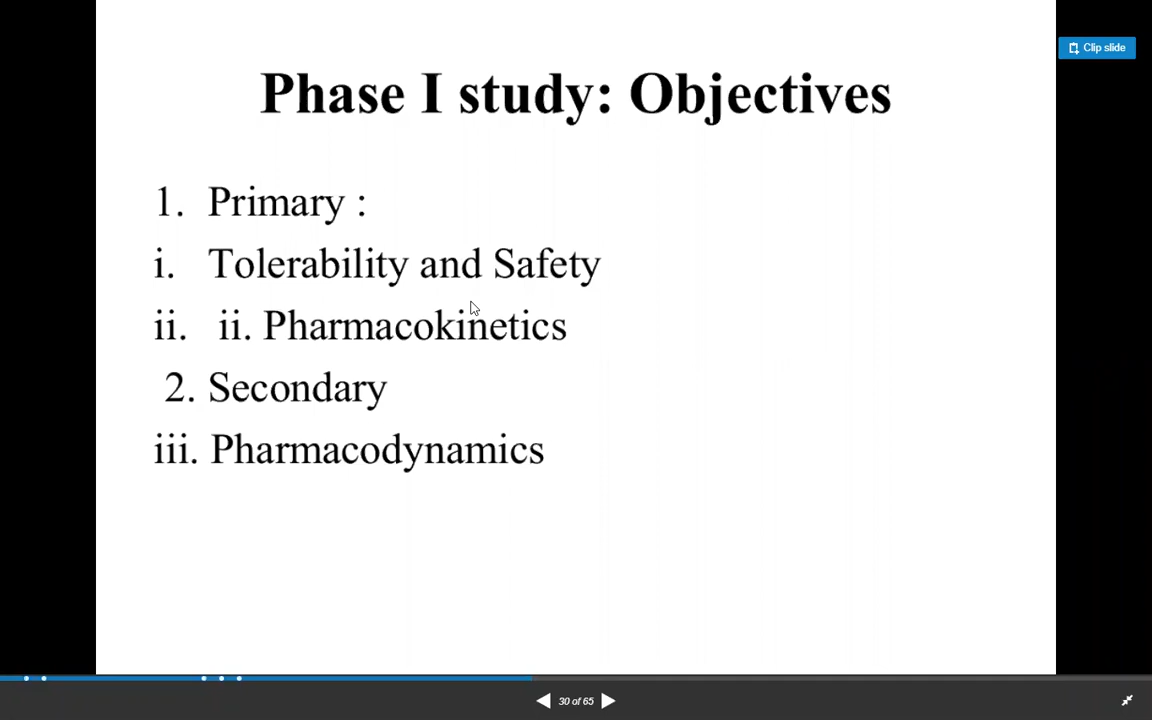 Clip slide
Phase I study: Objectives
1. Primary :
i. Tolerability and Safety
ii. ii. Pharmacokinetics
2. Secondary
iii. Pharmacodynamics
30 of 65